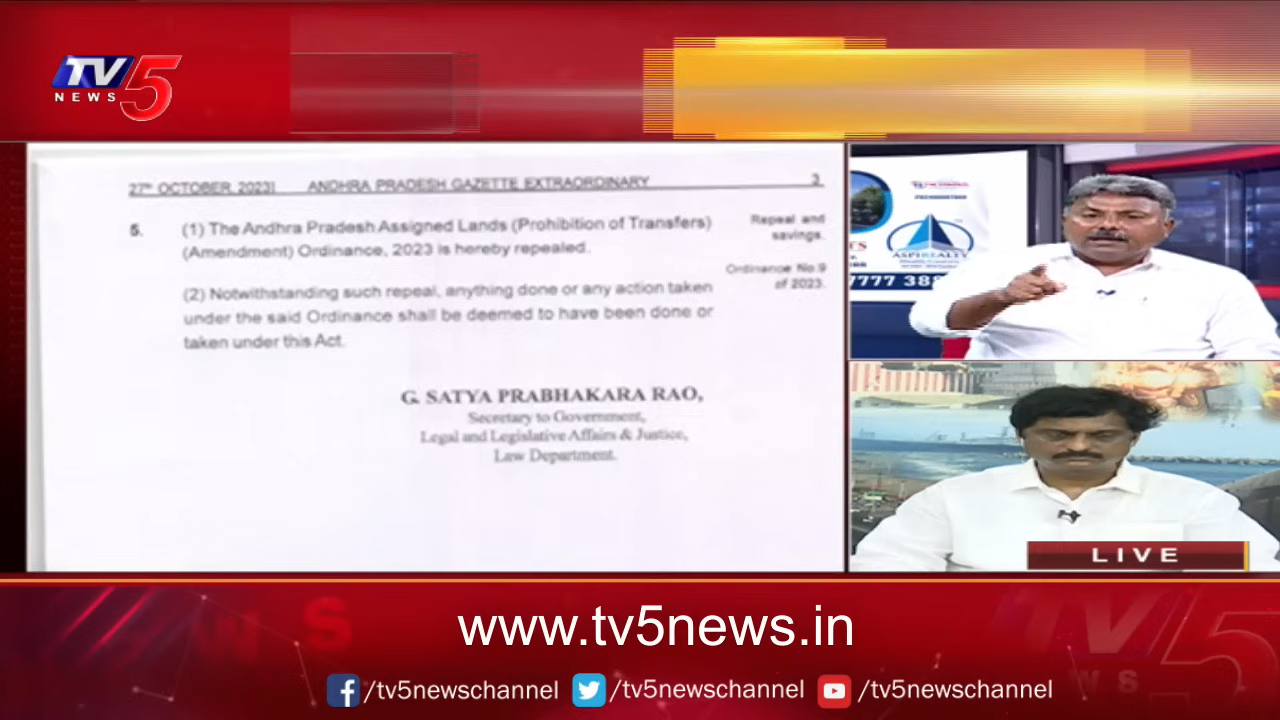 TV5
NEWS
27th OCTOBER 2023] ANDHRA PRADESH GAZETTE EXTRAORDINARY 3
5. (1) The Andhra Pradesh Assigned Lands (Prohibition of Transfers) Repeal and
(Amendment) Ordinance, 2023 is hereby repealed. savings.
Ordinance No.9
of 2023.
(2) Notwithstanding such repeal, anything done or any action taken
under the said Ordinance shall be deemed to have been done or
taken under this Act.
G. SATYA PRABHAKARA RAO,
Secretary to Government,
Legal and Legislative Affairs & Justice,
Law Department.
ASPIREALTY
7777 38
LIVE
www.tv5news.in
/tv5newschannel /tv5newschannel /tv5newschannel
TV5
NEWS